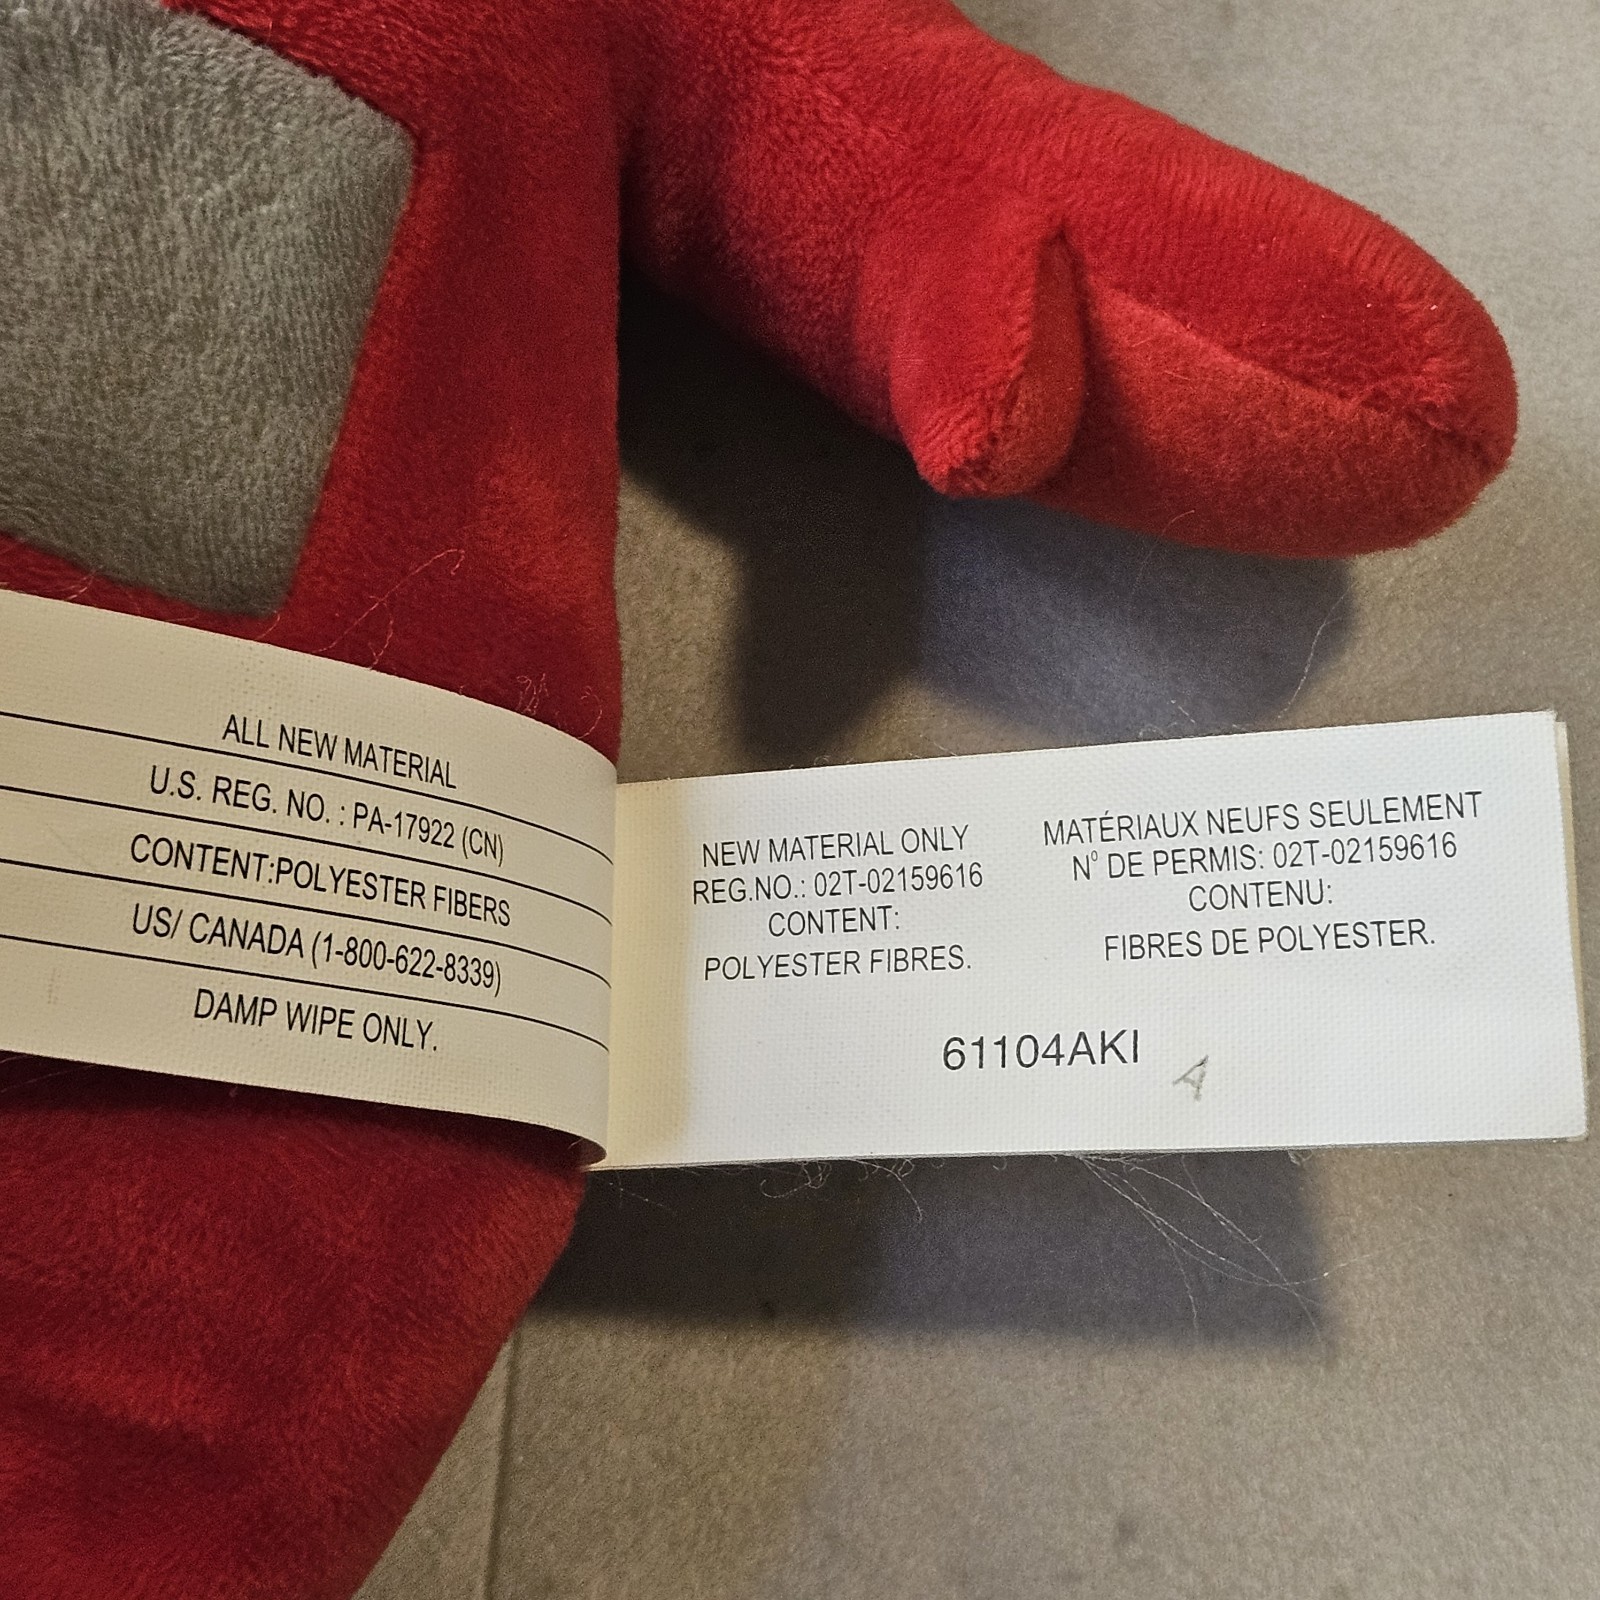 ALL NEW MATERIAL
U.S. REG. NO. : PA-17922 (CN)
CONTENT:POLYESTER FIBERS
US/ CANADA (1-800-622-8339)
DAMP WIPE ONLY.
NEW MATERIAL ONLY
REG.NO.: 02T-02159616
CONTENT:
POLYESTER FIBRES.
MATÉRIAUX NEUFS SEULEMENT
Nº DE PERMIS: 02T-02159616
CONTENU:
FIBRES DE POLYESTER.
61104AKI
A